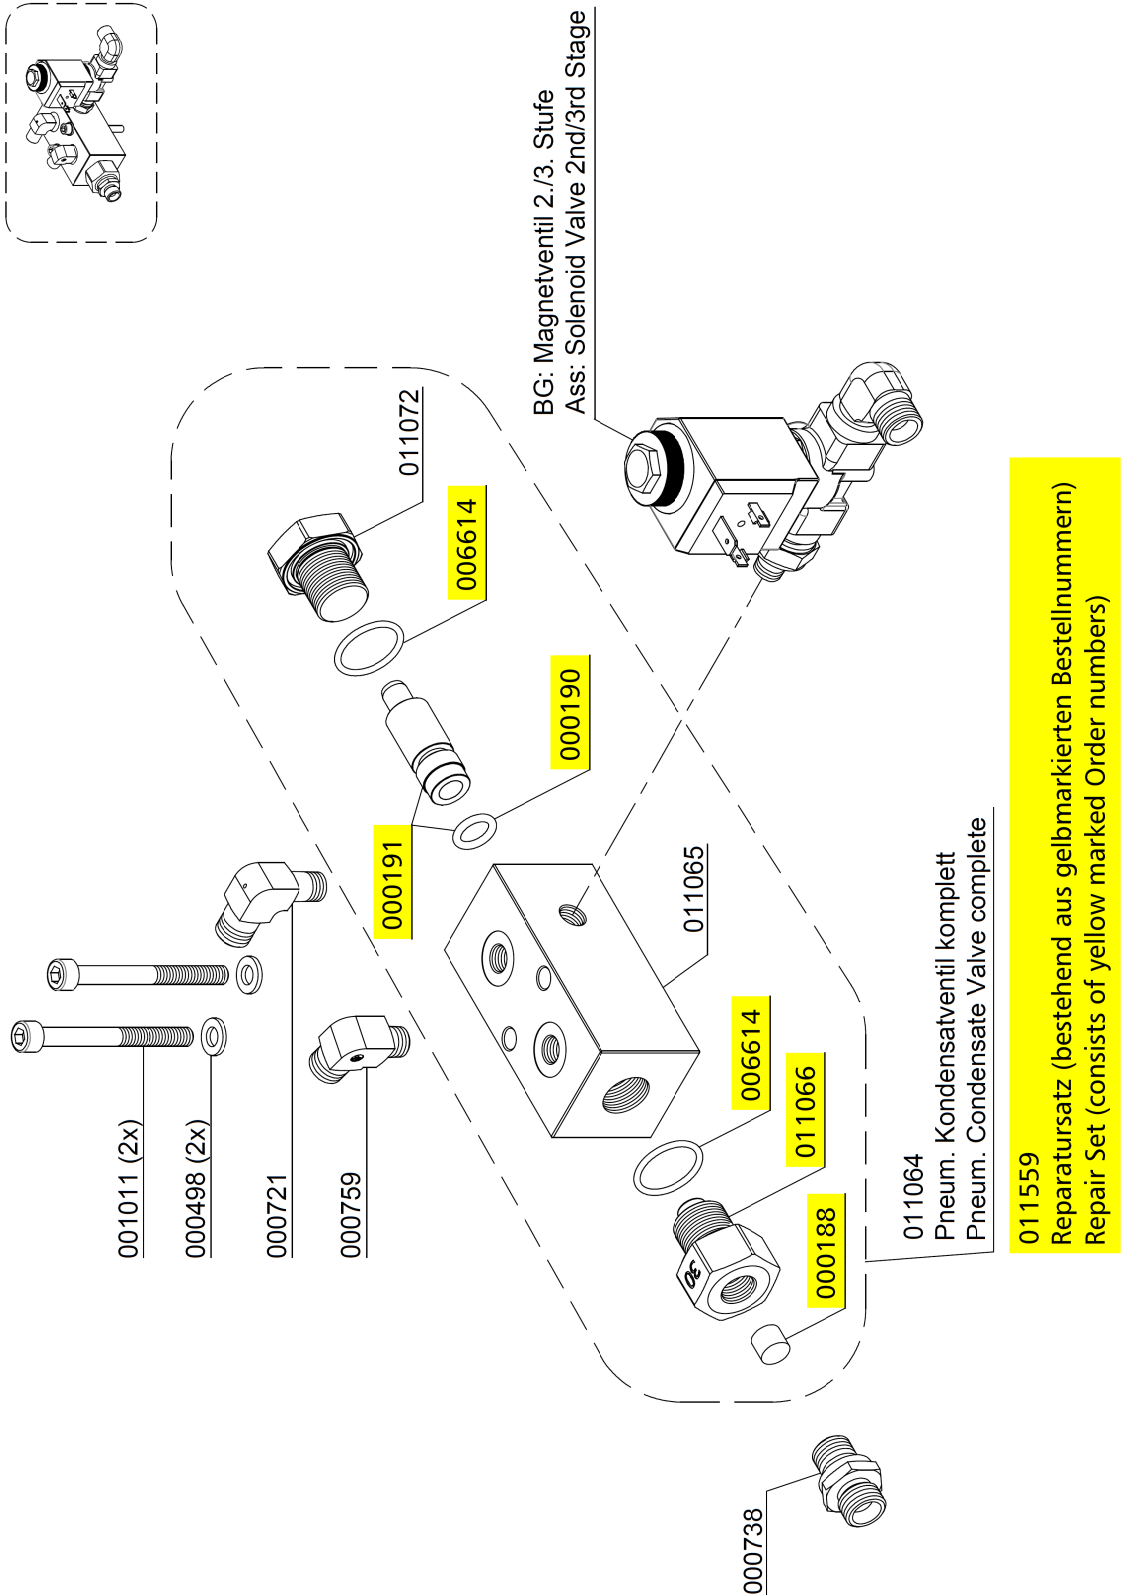 BG: Magnetventil 2./3. Stufe
Ass: Solenoid Valve 2nd/3rd Stage
011072
006614
000190
000191
011065
006614
011066
000188
001011 (2x)
000498 (2x)
000721
000759
000738
30
011064
Pneum. Kondensatventil komplett
Pneum. Condensate Valve complete
011559
Reparatursatz (bestehend aus gelbmarkierten Bestellnummern)
Repair Set (consists of yellow marked Order numbers)